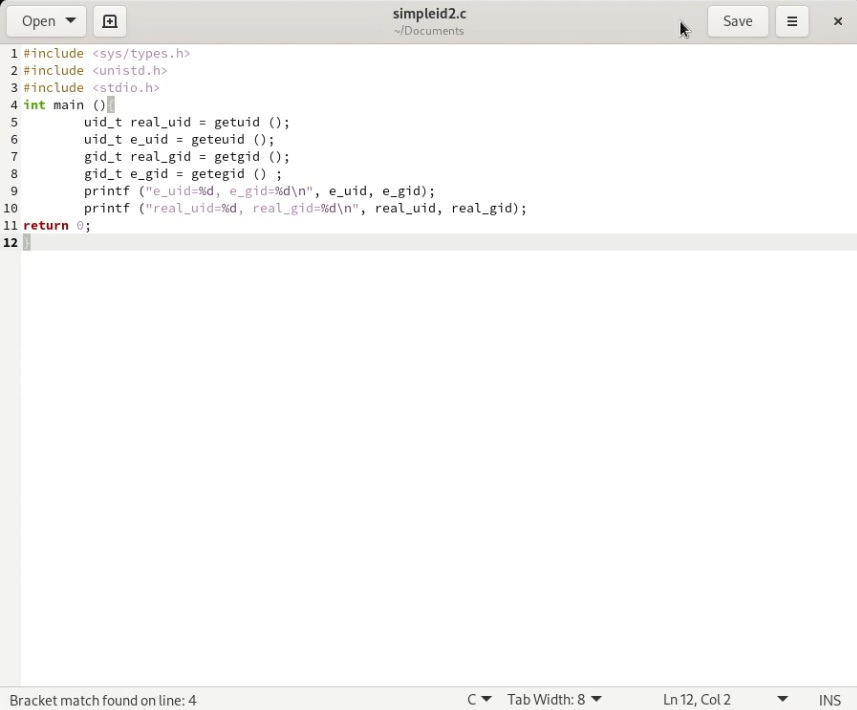 Open
simpleid2.c
~/Documents
Save
1 #include <sys/types.h>
2 #include <unistd.h>
3 #include <stdio.h>
4 int main (){
5 uid_t real_uid = getuid ();
6 uid_t e_uid = geteuid ();
7 gid_t real_gid = getgid ();
8 gid_t e_gid = getegid () ;
9 printf ("e_uid=%d, e_gid=%d\n", e_uid, e_gid);
10 printf ("real_uid=%d, real_gid=%d\n", real_uid, real_gid);
11 return 0;
12 }
Bracket match found on line: 4 C Tab Width: 8 Ln 12, Col 2 INS